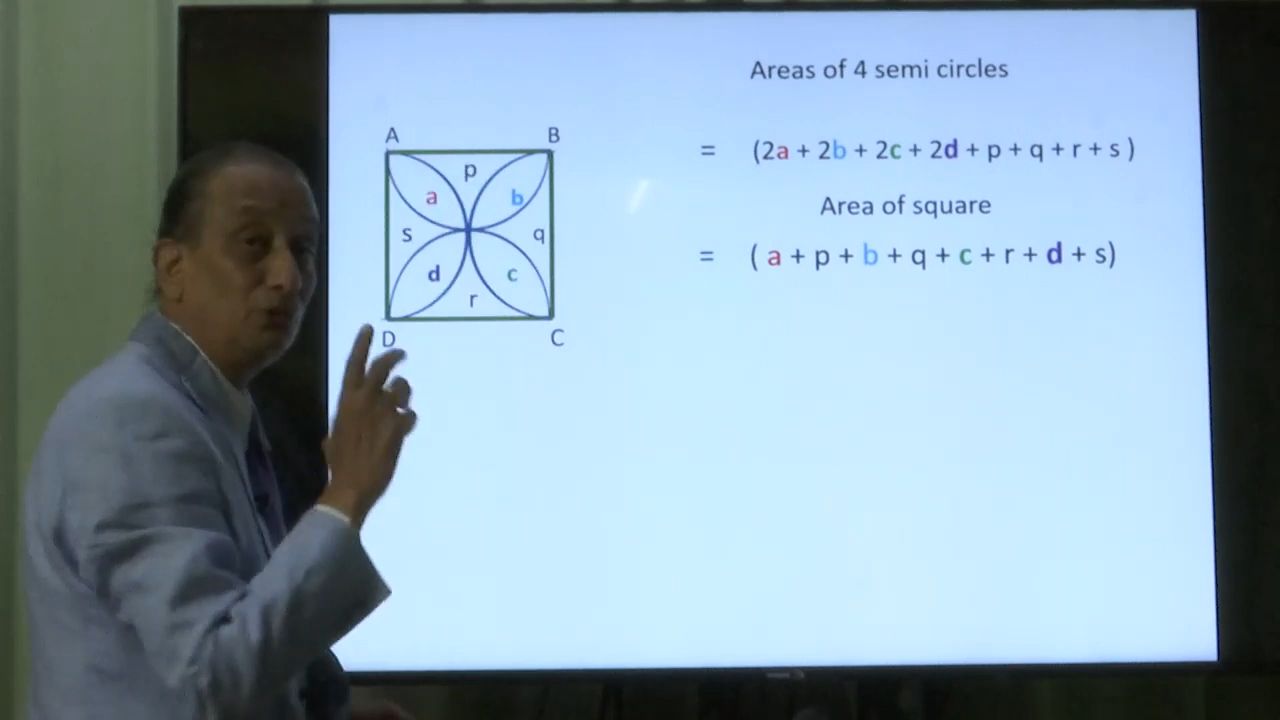 Areas of 4 semi circles
A B
p
a b
= (2a + 2b + 2c + 2d + p + q + r + s )
Area of square
s q
= ( a + p + b + q + c + r + d + s)
d c
r
D C